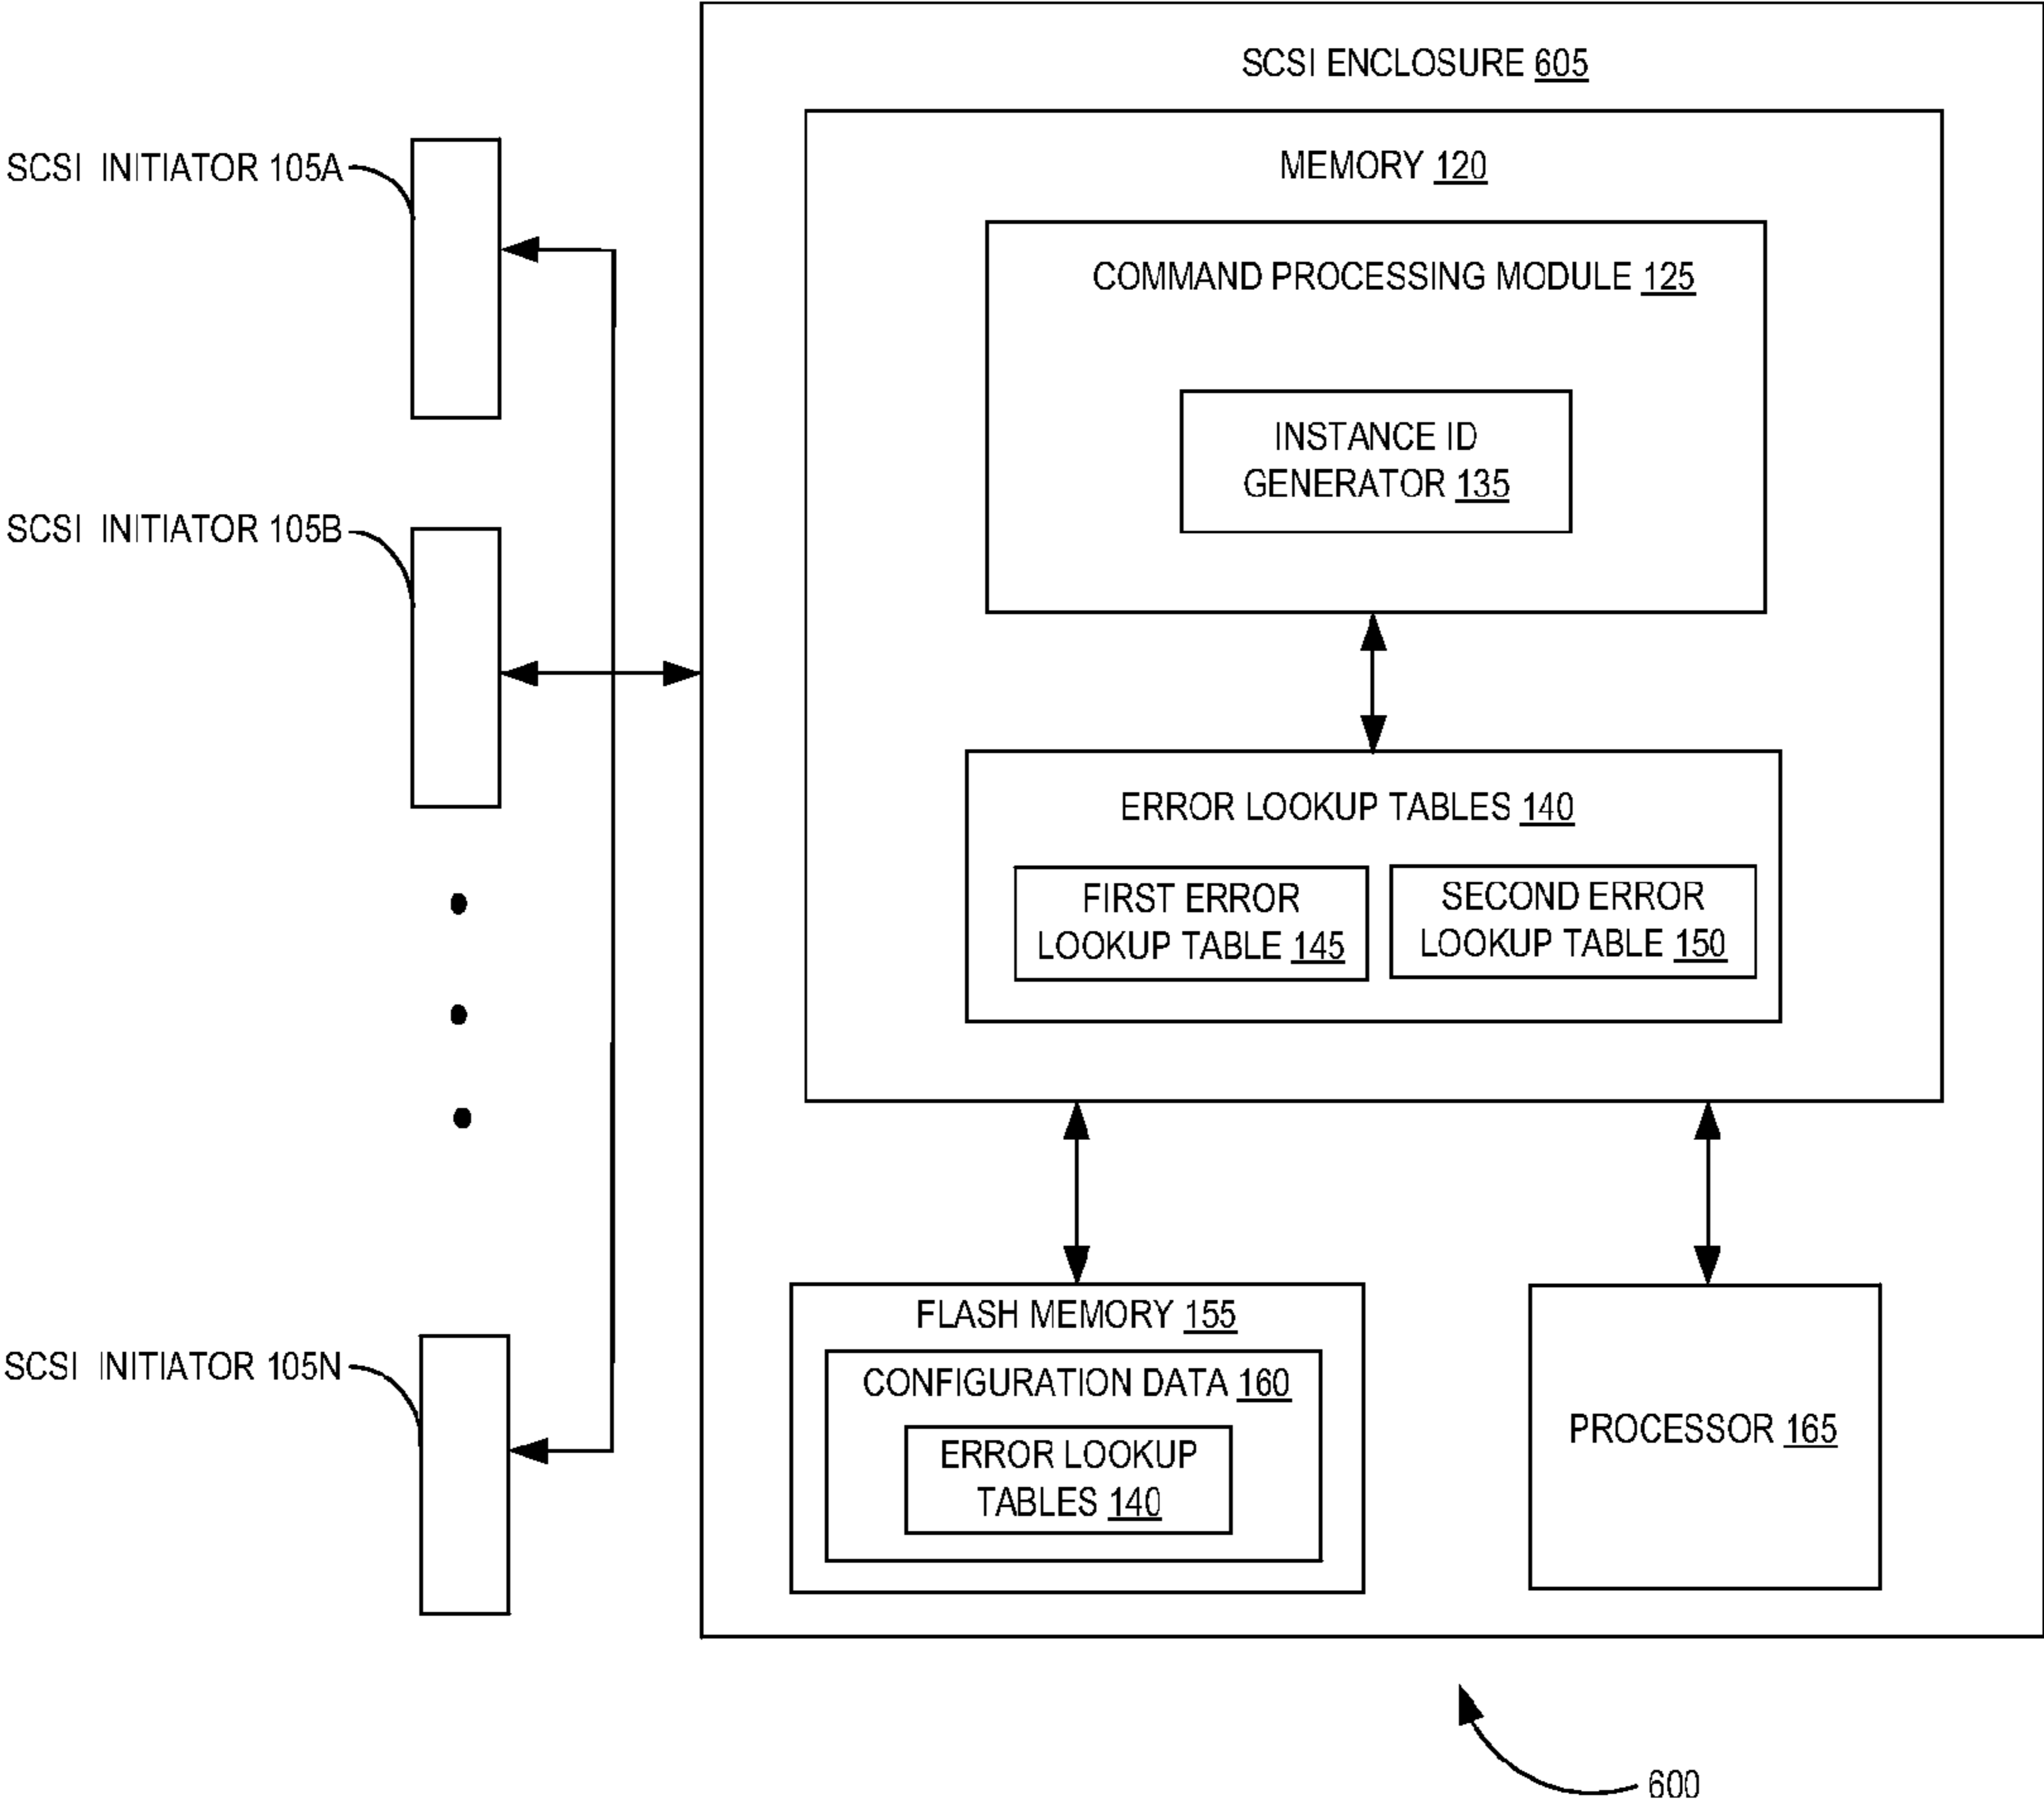 SCSI ENCLOSURE 605
MEMORY 120
SCSI INITIATOR 105A
COMMAND PROCESSING MODULE 125
INSTANCE ID
GENERATOR 135
SCSI INITIATOR 105B
ERROR LOOKUP TABLES 140
FIRST ERROR
LOOKUP TABLE 145
SECOND ERROR
LOOKUP TABLE 150
FLASH MEMORY 155
SCSI INITIATOR 105N
CONFIGURATION DATA 160
ERROR LOOKUP
TABLES 140
PROCESSOR 165
600